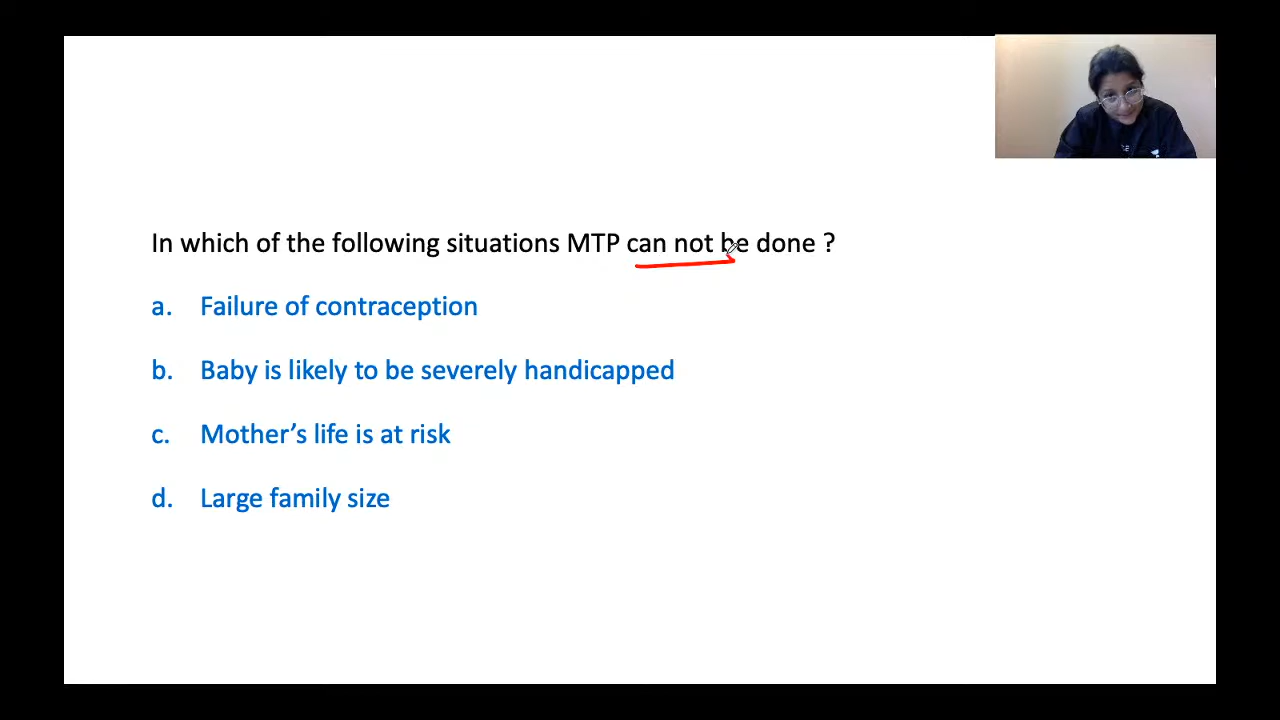 In which of the following situations MTP can not be done ?
a. Failure of contraception
b. Baby is likely to be severely handicapped
c. Mother's life is at risk
d. Large family size